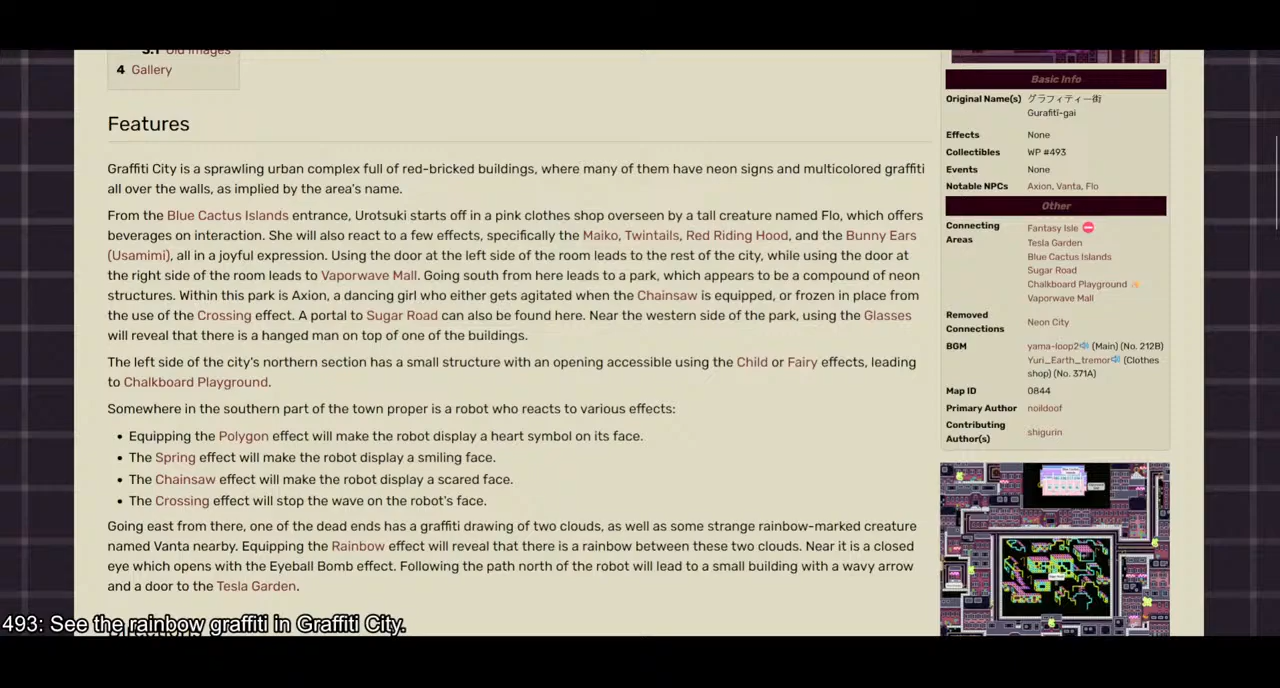 4 Gallery
Features
Graffiti City is a sprawling urban complex full of red-bricked buildings, where many of them have neon signs and multicolored graffiti
all over the walls, as implied by the area's name.
From the Blue Cactus Islands entrance, Urotsuki starts off in a pink clothes shop overseen by a tall creature named Flo, which offers
beverages on interaction. She will also react to a few effects, specifically the Maiko, Twintails, Red Riding Hood, and the Bunny Ears
(Usamimi), all in a joyful expression. Using the door at the left side of the room leads to the rest of the city, while using the door at
the right side of the room leads to Vaporwave Mall. Going south from here leads to a park, which appears to be a compound of neon
structures. Within this park is Axion, a dancing girl who either gets agitated when the Chainsaw is equipped, or frozen in place from
the use of the Crossing effect. A portal to Sugar Road can also be found here. Near the western side of the park, using the Glasses
will reveal that there is a hanged man on top of one of the buildings.
The left side of the city's northern section has a small structure with an opening accessible using the Child or Fairy effects, leading
to Chalkboard Playground.
Somewhere in the southern part of the town proper is a robot who reacts to various effects:
• Equipping the Polygon effect will make the robot display a heart symbol on its face.
• The Spring effect will make the robot display a smiling face.
• The Chainsaw effect will make the robot display a scared face.
• The Crossing effect will stop the wave on the robot's face.
Going east from there, one of the dead ends has a graffiti drawing of two clouds, as well as some strange rainbow-marked creature
named Vanta nearby. Equipping the Rainbow effect will reveal that there is a rainbow between these two clouds. Near it is a closed
eye which opens with the Eyeball Bomb effect. Following the path north of the robot will lead to a small building with a wavy arrow
and a door to the Tesla Garden.
493: See the rainbow graffiti in Graffiti City.
Basic Info
Original Name(s) グラフィティー街
Gurafitī-gai
Effects None
Collectibles WP #493
Events None
Notable NPCs Axion, Vanta, Flo
Other
Connecting Areas Fantasy Isle
Tesla Garden
Blue Cactus Islands
Sugar Road
Chalkboard Playground
Vaporwave Mall
Removed Connections Neon City
BGM yama-loop2 (Main) (No. 212B)
Yuri_Earth_tremor (Clothes
shop) (No. 371A)
Map ID 0844
Primary Author noildoof
Contributing Author(s) shigurin